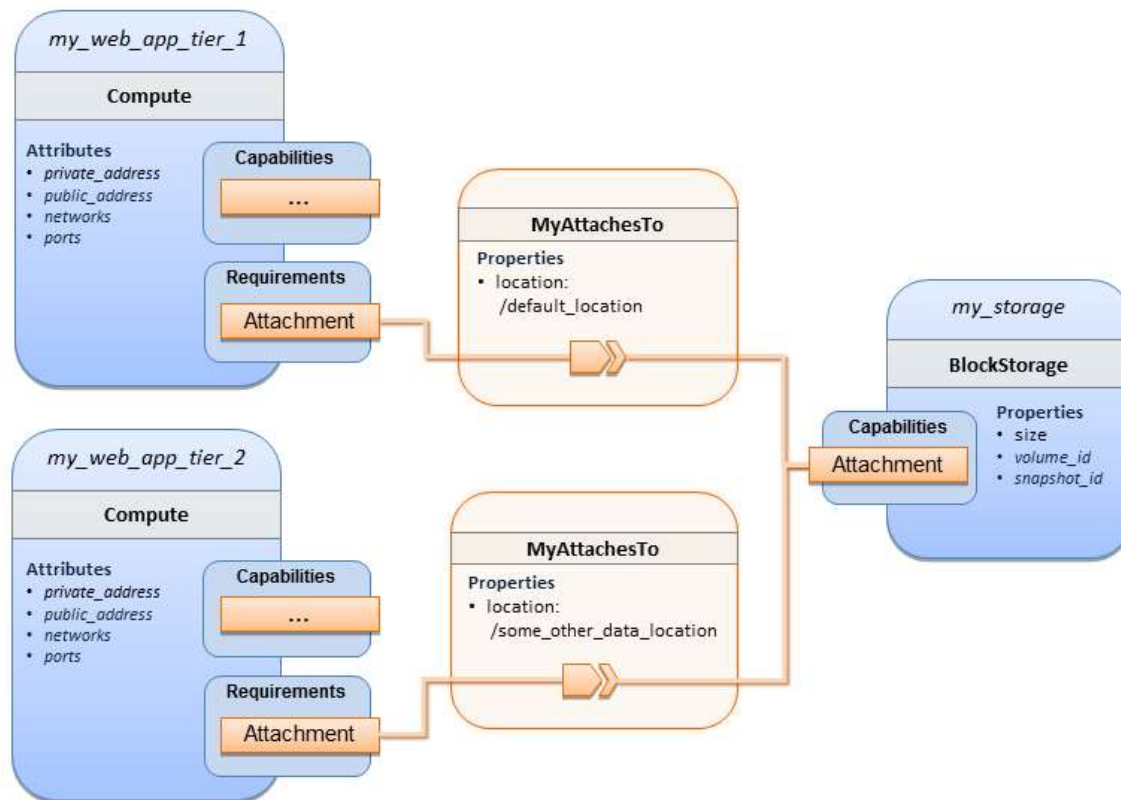 my_web_app_tier_1
Compute
Attributes
• private_address
• public_address
• networks
• ports
Capabilities
...
Requirements
Attachment
MyAttachesTo
Properties
• location:
/default_location
my_web_app_tier_2
Compute
Attributes
• private_address
• public_address
• networks
• ports
Capabilities
...
Requirements
Attachment
MyAttachesTo
Properties
• location:
/some_other_data_location
my_storage
BlockStorage
Capabilities
Attachment
Properties
• size
• volume_id
• snapshot_id